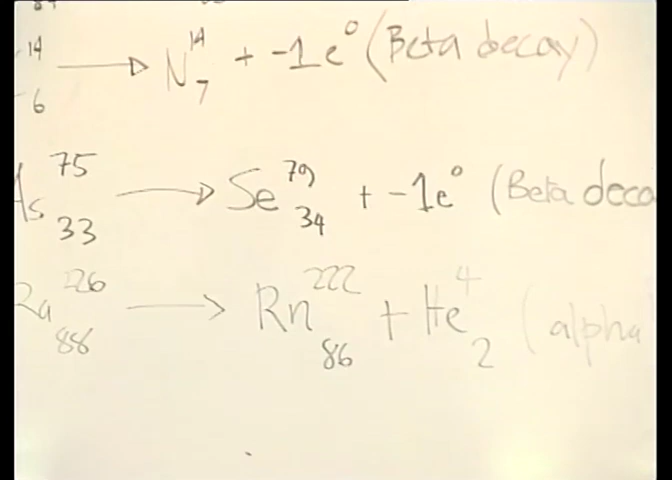 14 → N 14 7 + -1e⁰ (Beta decay)
6
As 75 33 → Se 79 34 + -1e⁰ (Beta deca
Ra 226 88 → Rn 222 86 + He 4 2 (alpha